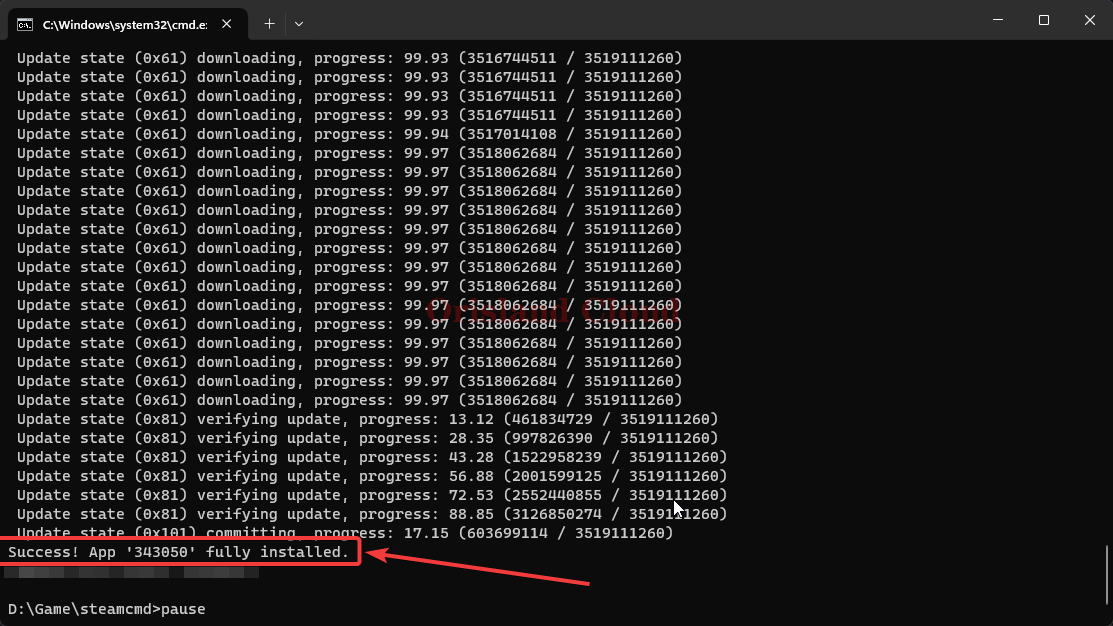 C:\Windows\system32\cmd.e
Update state (0x61) downloading, progress: 99.93 (3516744511 / 3519111260)
Update state (0x61) downloading, progress: 99.93 (3516744511 / 3519111260)
Update state (0x61) downloading, progress: 99.93 (3516744511 / 3519111260)
Update state (0x61) downloading, progress: 99.93 (3516744511 / 3519111260)
Update state (0x61) downloading, progress: 99.94 (3517014108 / 3519111260)
Update state (0x61) downloading, progress: 99.97 (3518062684 / 3519111260)
Update state (0x61) downloading, progress: 99.97 (3518062684 / 3519111260)
Update state (0x61) downloading, progress: 99.97 (3518062684 / 3519111260)
Update state (0x61) downloading, progress: 99.97 (3518062684 / 3519111260)
Update state (0x61) downloading, progress: 99.97 (3518062684 / 3519111260)
Update state (0x61) downloading, progress: 99.97 (3518062684 / 3519111260)
Update state (0x61) downloading, progress: 99.97 (3518062684 / 3519111260)
Update state (0x61) downloading, progress: 99.97 (3518062684 / 3519111260)
Update state (0x61) downloading, progress: 99.97 (3518062684 / 3519111260)
Update state (0x61) downloading, progress: 99.97 (3518062684 / 3519111260)
Update state (0x61) downloading, progress: 99.97 (3518062684 / 3519111260)
Update state (0x61) downloading, progress: 99.97 (3518062684 / 3519111260)
Update state (0x61) downloading, progress: 99.97 (3518062684 / 3519111260)
Update state (0x61) downloading, progress: 99.97 (3518062684 / 3519111260)
Update state (0x81) verifying update, progress: 13.12 (461834729 / 3519111260)
Update state (0x81) verifying update, progress: 28.35 (997826390 / 3519111260)
Update state (0x81) verifying update, progress: 43.28 (1522958239 / 3519111260)
Update state (0x81) verifying update, progress: 56.88 (2001599125 / 3519111260)
Update state (0x81) verifying update, progress: 72.53 (2552440855 / 3519111260)
Update state (0x81) verifying update, progress: 88.85 (3126850274 / 3519111260)
Update state (0x101) committing, progress: 17.15 (603699114 / 3519111260)
Success! App '343050' fully installed.
D:\Game\steamcmd>pause